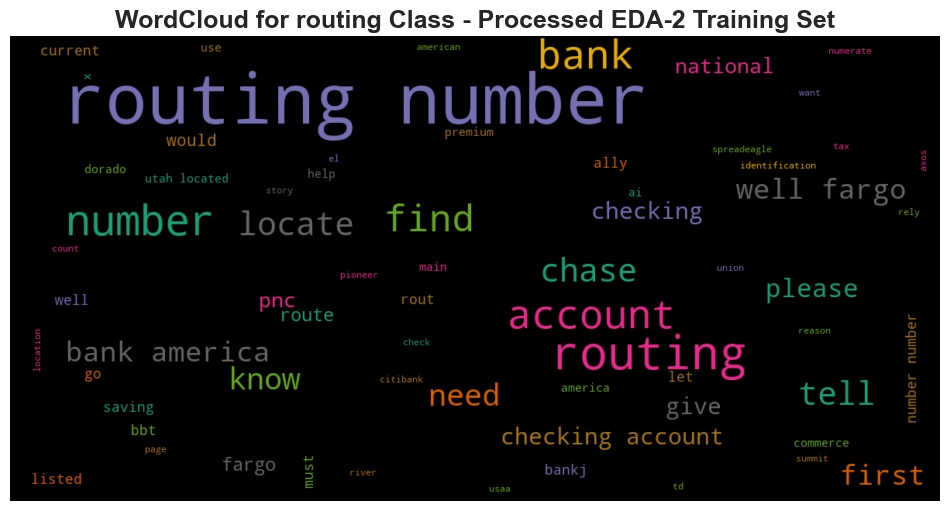 WordCloud for routing Class - Processed EDA-2 Training Set
current
use
american
bank
numerate
national
x
routing number
want
premium
would
spreadeagle
tax
axos
el
ally
identification
dorado
utah located
help
story
ai
well fargo
number
locate
find
checking
rely
count
main
union
pioneer
chase
please
well
pnc
rout
route
account
reason
location
check
number number
bank america
routing
go
know
citibank
america
let
need
tell
saving
give
bbt
page
checking account
commerce
fargo
must
river
bankj
summit
first
listed
usaa
td